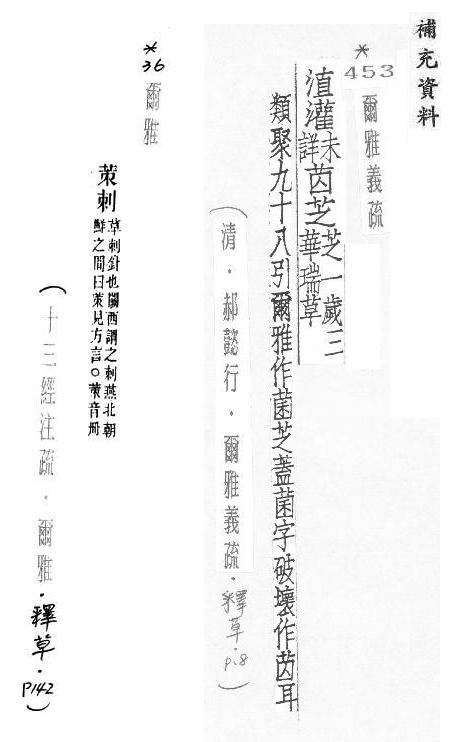 補充資料
*453
爾雅義疏
淔灌未詳苬芝芝一歲三華瑞草
類聚九十八引爾雅作菌芝蓋菌字破壞作苬耳
(清．郝懿行．爾雅義疏．釋草．p.8)
*36
爾雅
茦刺
草刺針也關西謂之刺燕北朝
鮮之間曰茦見方言○茦音冊
(十三經注疏．爾雅．釋草．P142)